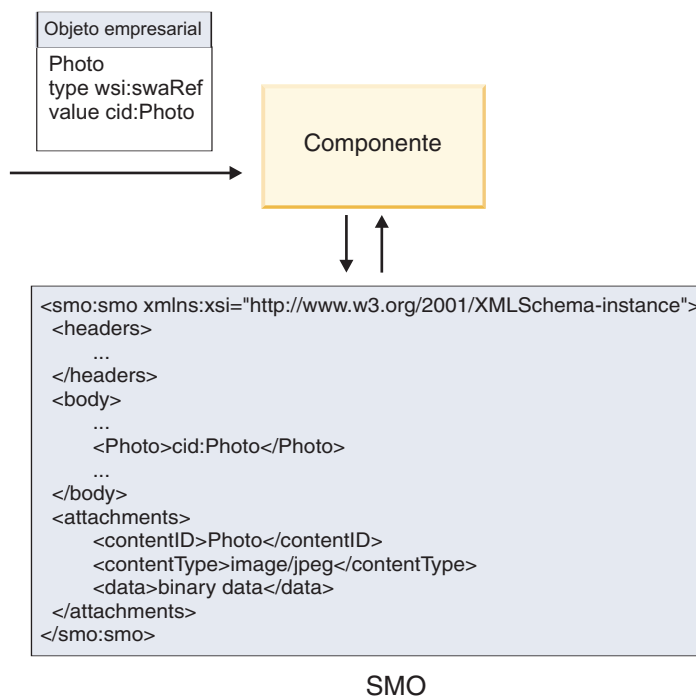 Objeto empresarial
Photo
type wsi:swaRef
value cid:Photo
Componente
<smo:smo xmlns:xsi="http://www.w3.org/2001/XMLSchema-instance">
<headers>
...
</headers>
<body>
...
<Photo>cid:Photo</Photo>
...
</body>
<attachments>
<contentID>Photo</contentID>
<contentType>image/jpeg</contentType>
<data>binary data</data>
</attachments>
</smo:smo>
SMO